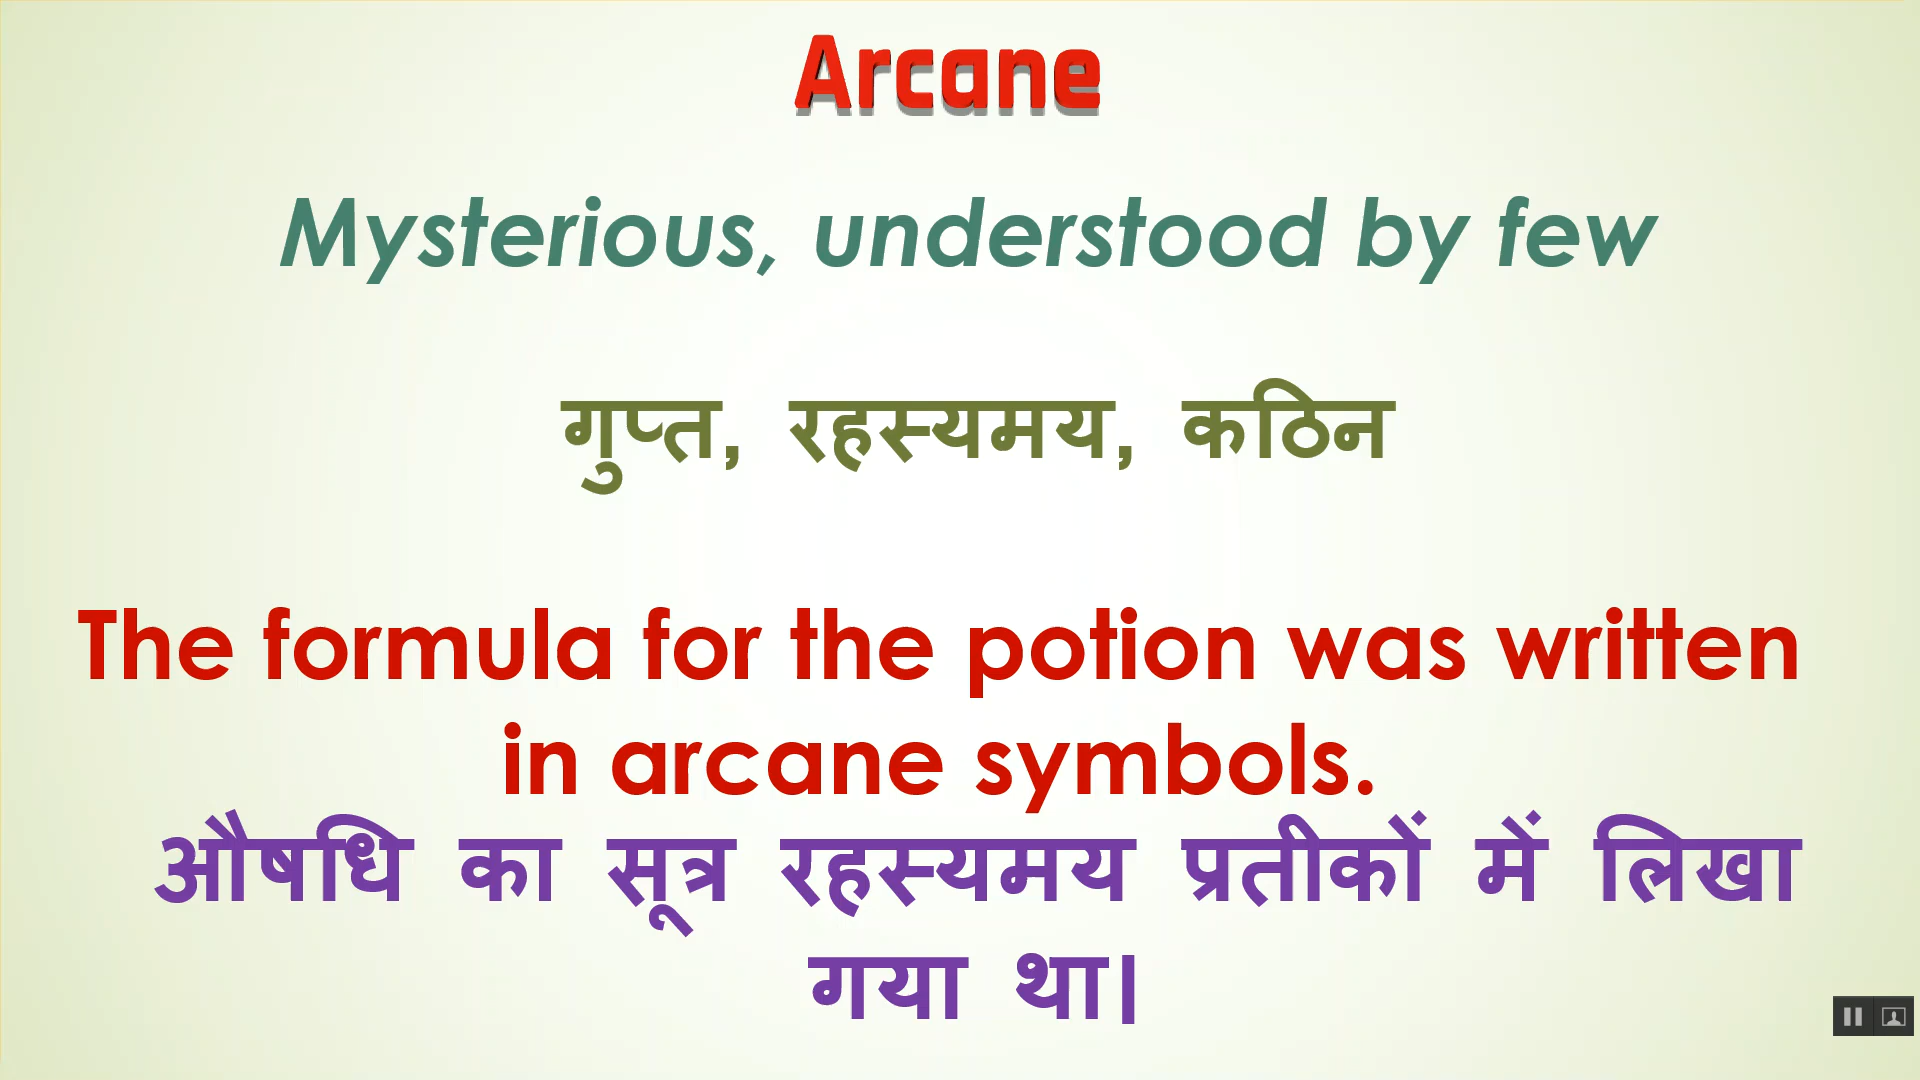 Arcane
Mysterious, understood by few
गुप्त, रहस्यमय, कठिन
The formula for the potion was written
in arcane symbols.
औषधि का सूत्र रहस्यमय प्रतीकों में लिखा
गया था।